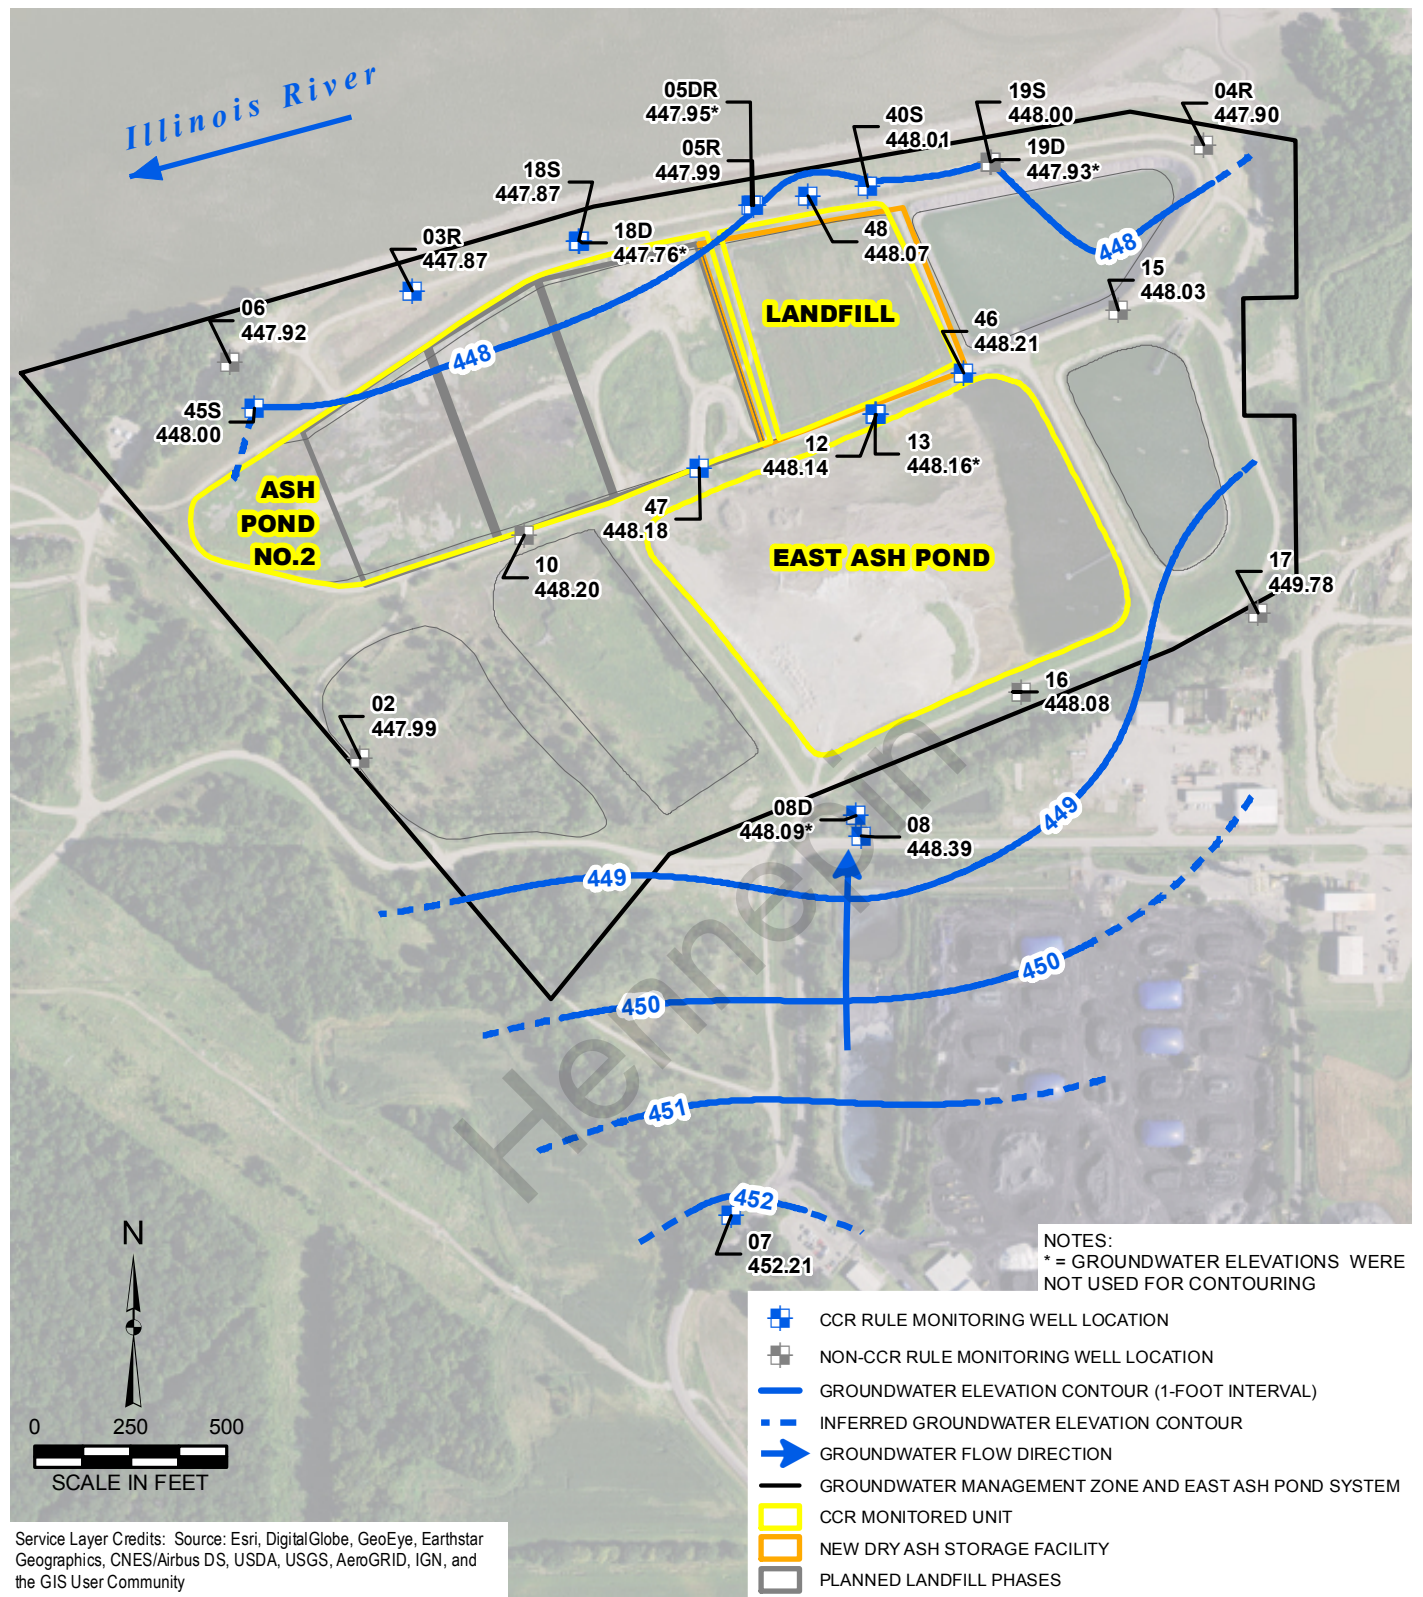 Illinois River
05DR
447.95*
05R
447.99
40S
448.01
19S
448.00
04R
447.90
19D
447.93*
18S
447.87
18D
447.76*
03R
447.87
48
448.07
448
15
448.03
06
447.92
LANDFILL
46
448.21
448
45S
448.00
12
448.14
13
448.16*
ASH
POND
NO.2
47
448.18
EAST ASH POND
10
448.20
17
449.78
16
448.08
02
447.99
08D
448.09*
08
448.39
449
449
450
450
451
452
07
452.21
Hennepin
N
0 250 500
SCALE IN FEET
NOTES:
* = GROUNDWATER ELEVATIONS WERE
NOT USED FOR CONTOURING
CCR RULE MONITORING WELL LOCATION
NON-CCR RULE MONITORING WELL LOCATION
GROUNDWATER ELEVATION CONTOUR (1-FOOT INTERVAL)
INFERRED GROUNDWATER ELEVATION CONTOUR
GROUNDWATER FLOW DIRECTION
GROUNDWATER MANAGEMENT ZONE AND EAST ASH POND SYSTEM
CCR MONITORED UNIT
NEW DRY ASH STORAGE FACILITY
PLANNED LANDFILL PHASES
Service Layer Credits: Source: Esri, DigitalGlobe, GeoEye, Earthstar
Geographics, CNES/Airbus DS, USDA, USGS, AeroGRID, IGN, and
the GIS User Community